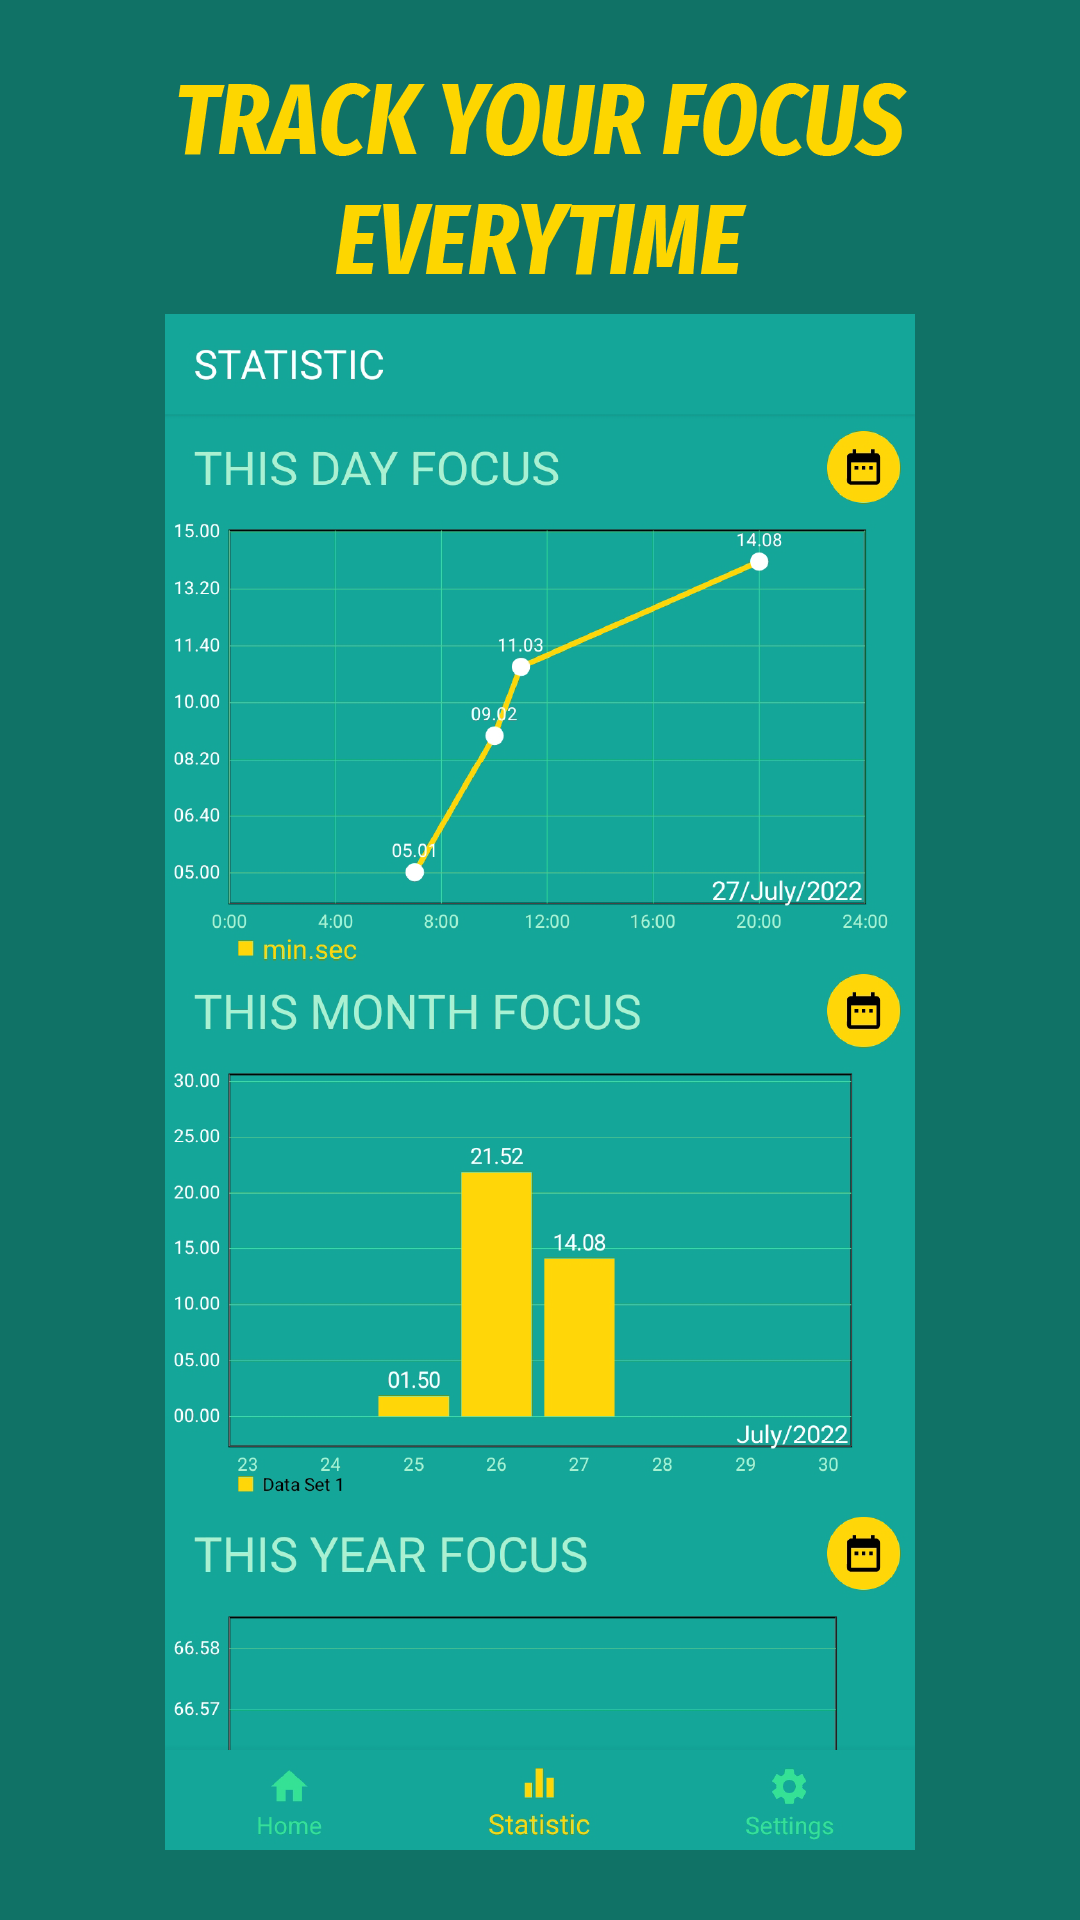 TRACK YOUR FOCUS
EVERYTIME
STATISTIC
THIS DAY FOCUS
15.00
14.08
13.20
11.40
11.03
10.00
09.02
08.20
06.40
05.01
05.00
27/July/2022
0:00 4:00 8:00 12:00 16:00 20:00 24:00
min.sec
THIS MONTH FOCUS
30.00
25.00
21.52
20.00
15.00
14.08
10.00
05.00
01.50
00.00
July/2022
23 24 25 26 27 28 29 30
Data Set 1
THIS YEAR FOCUS
66.58
66.57
Home Statistic Settings